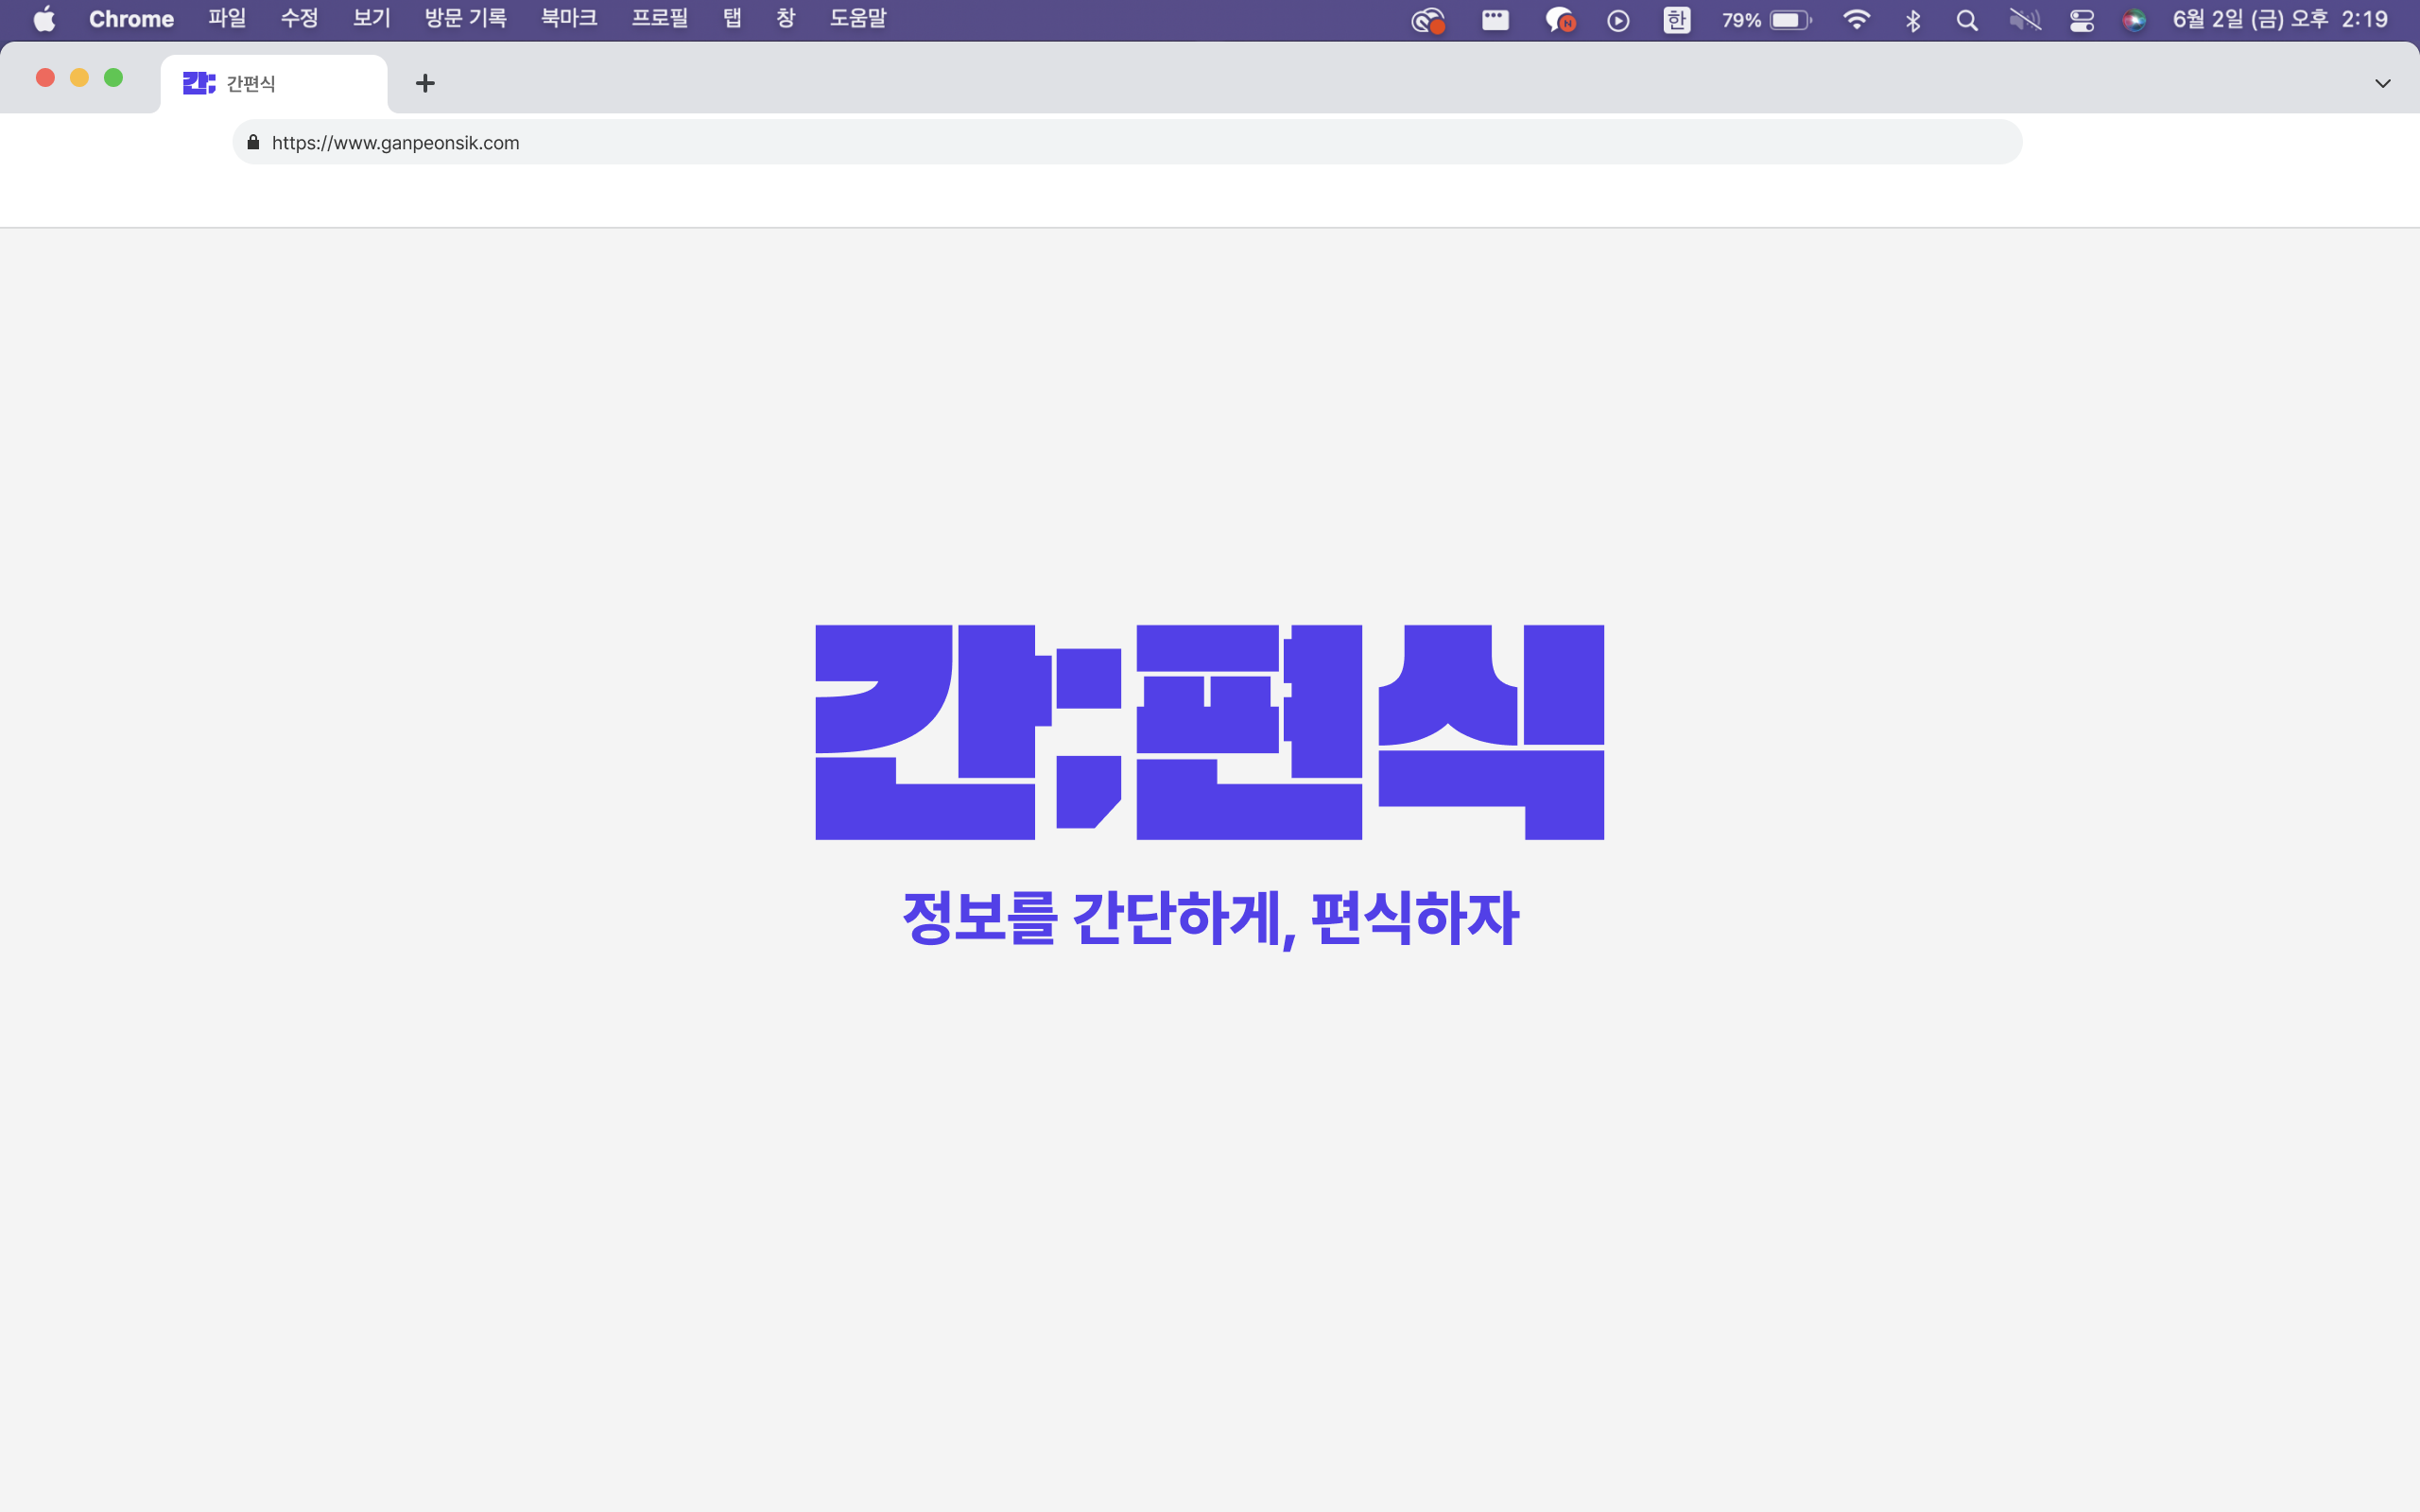 Chrome 파일 수정 보기 방문 기록 북마크 프로필 탭 창 도움말 N 한 79% 6월 2일 (금) 오후 2:19
간; 간편식
https://www.ganpeonsik.com
간;편식
정보를 간단하게, 편식하자